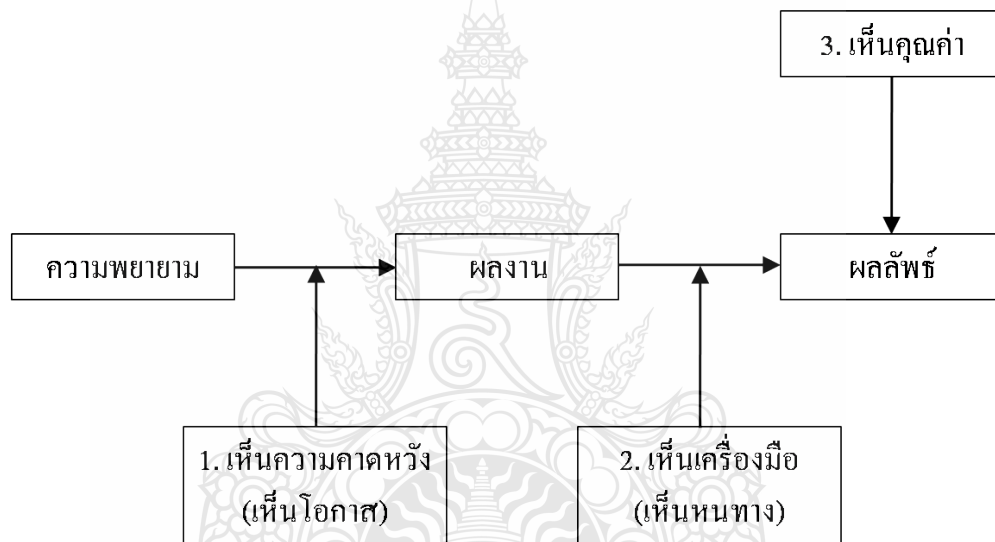 3. เห็นคุณค่า
ความพยายาม
ผลงาน
ผลลัพธ์
1. เห็นความคาดหวัง
(เห็นโอกาส)
2. เห็นเครื่องมือ
(เห็นหนทาง)